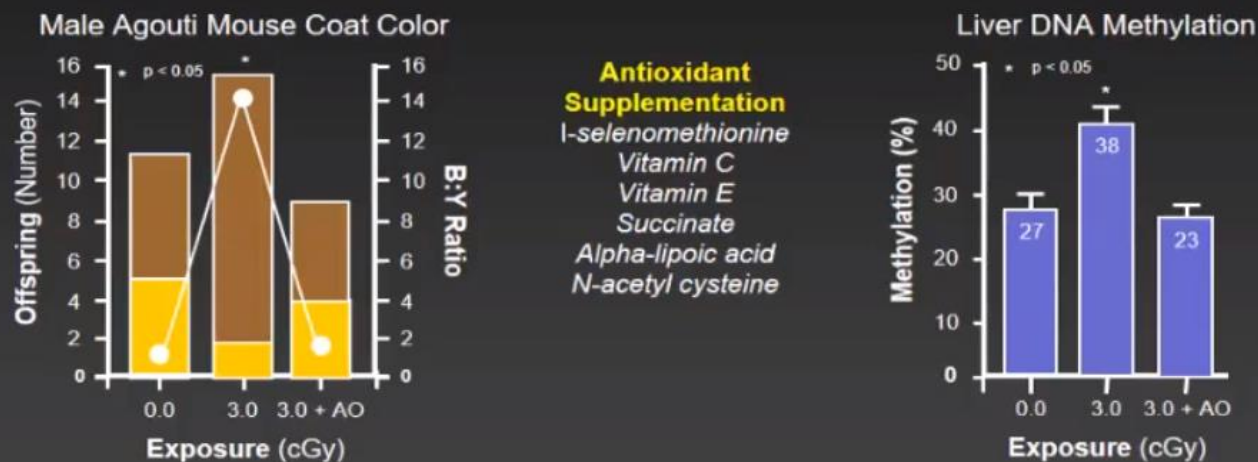 Male Agouti Mouse Coat Color
* p < 0.05
*
Offspring (Number)
16
14
12
10
8
6
4
2
0
16
14
12
10
8
6
4
2
0
B:Y Ratio
0.0 3.0 3.0 + AO
Exposure (cGy)
Antioxidant
Supplementation
l-selenomethionine
Vitamin C
Vitamin E
Succinate
Alpha-lipoic acid
N-acetyl cysteine
Liver DNA Methylation
* p < 0.05
*
Methylation (%)
50
40
30
20
10
0
27
38
23
0.0 3.0 3.0 + AO
Exposure (cGy)